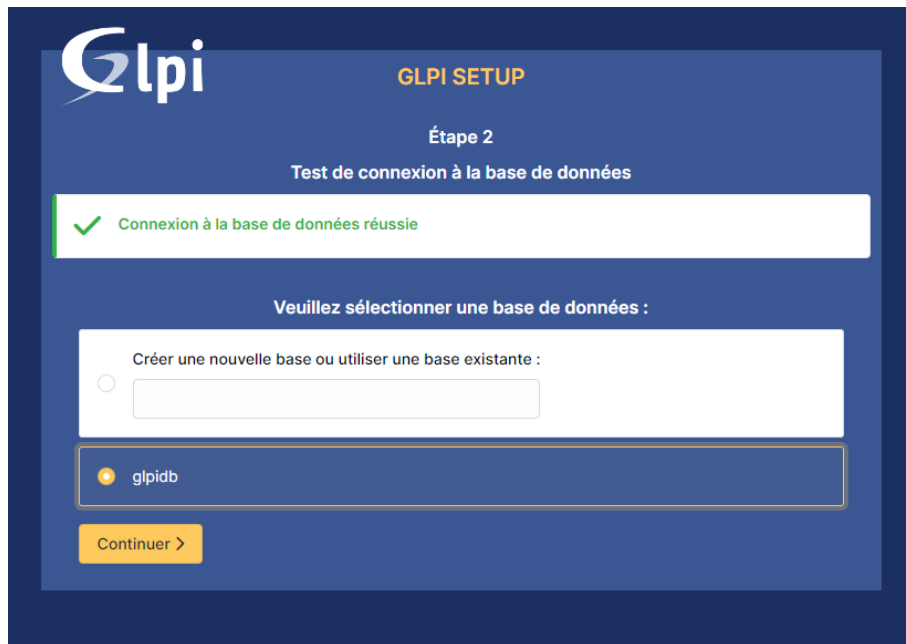 Glpi
GLPI SETUP
Étape 2
Test de connexion à la base de données
Connexion à la base de données réussie
Veuillez sélectionner une base de données :
Créer une nouvelle base ou utiliser une base existante :
glpidb
Continuer >